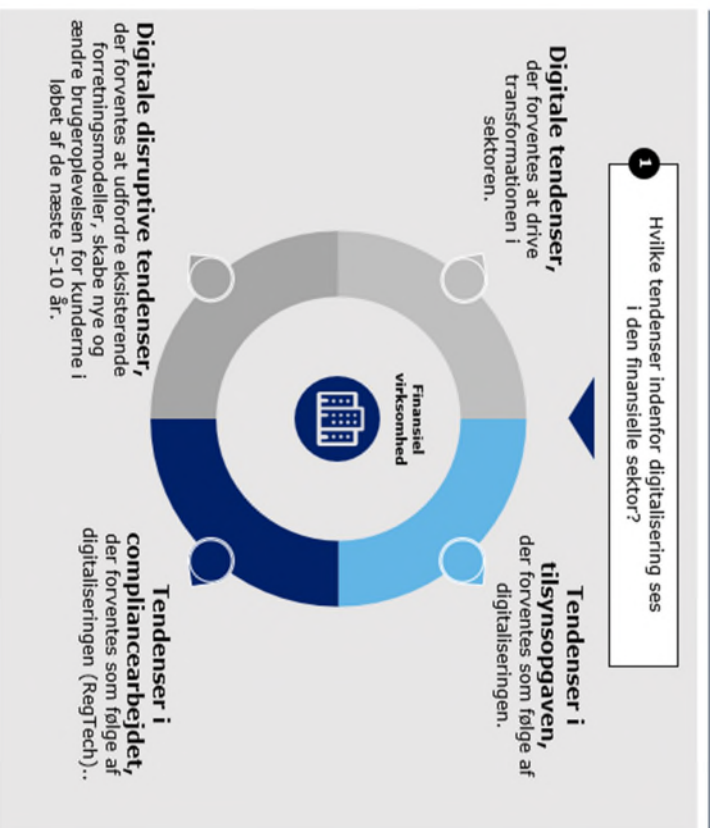 1
Hvilke tendenser indenfor digitalisering ses
i den finansielle sektor?
Digitale tendenser,
der forventes at drive
transformationen i
sektoren.
Tendenser i
tilsynsopgaven,
der forventes som følge af
digitaliseringen.
Finansiel
virksomhed
Digitale disruptive tendenser,
der forventes at udfordre eksisterende
forretningsmodeller, skabe nye og
ændre brugeroplevelsen for kunderne i
løbet af de næste 5-10 år.
Tendenser i
compliancearbejdet,
der forventes som følge af
digitaliseringen (RegTech)..